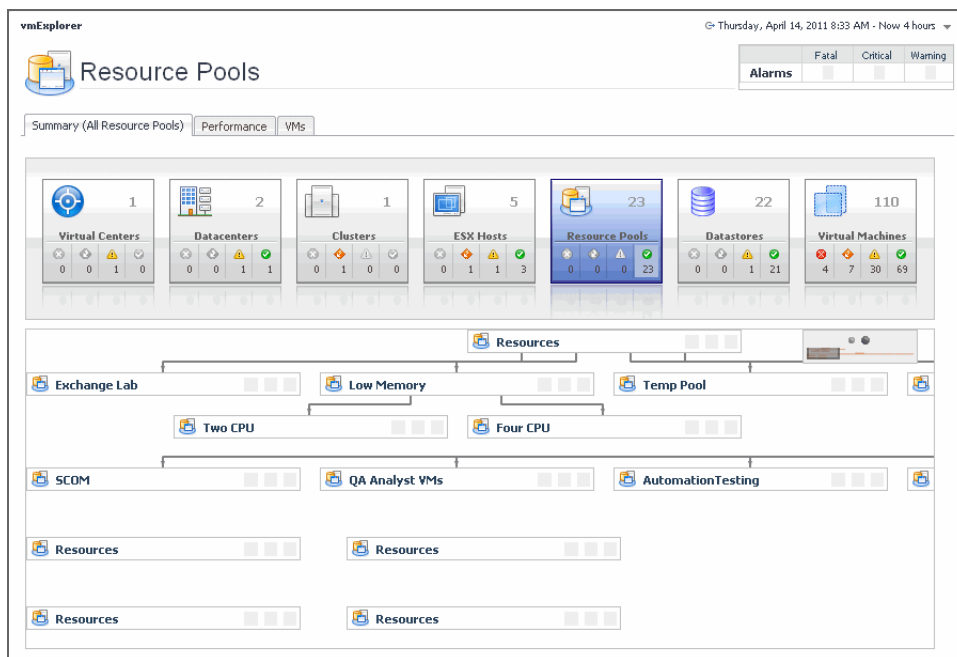 vmExplorer
Thursday, April 14, 2011 8:33 AM - Now 4 hours
Resource Pools
Fatal Critical Warning
Alarms
Summary (All Resource Pools) Performance VMs
1 2 1 5 23 22 110
Virtual Centers Datacenters Clusters ESX Hosts Resource Pools Datastores Virtual Machines
0 0 1 0 0 0 1 1 0 1 0 0 0 1 1 3 0 0 0 23 0 0 1 21 4 7 30 69
Resources
Exchange Lab Low Memory Temp Pool
Two CPU Four CPU
SCOM QA Analyst VMs AutomationTesting
Resources Resources
Resources Resources